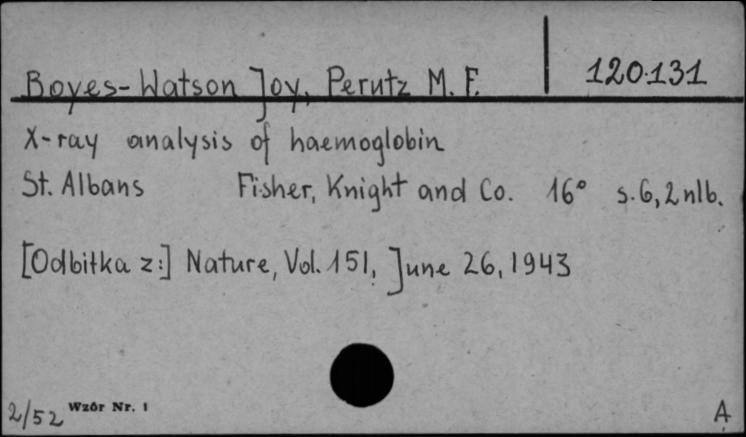 Boyes-Watson Joy, Perutz M. F. 120.131
X-ray analysis of haemoglobin
St. Albans Fisher, Knight and Co. 16° s. 6, 2 nlb.
[Odbitka z:] Nature, Vol. 151, June 26, 1943
2/52 Wzór Nr. 1 A